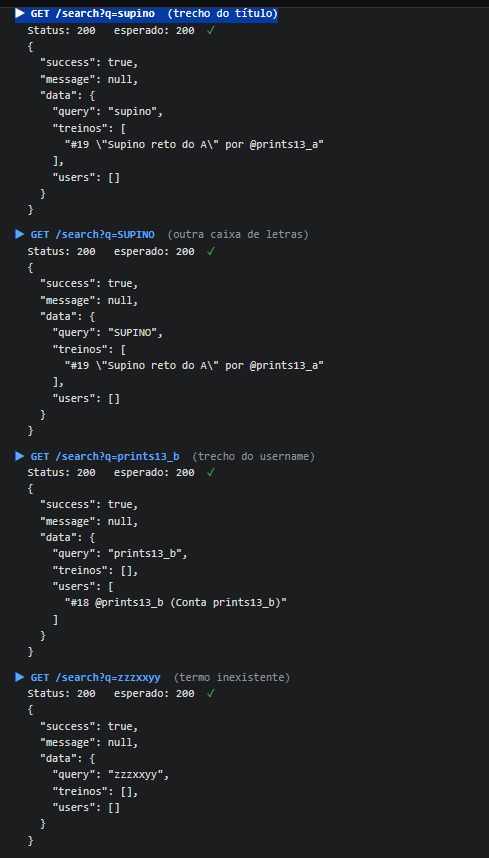 ▶ GET /search?q=supino  (trecho do título)
  Status: 200   esperado: 200  ✓
  {
    "success": true,
    "message": null,
    "data": {
      "query": "supino",
      "treinos": [
        "#19 \"Supino reto do A\" por @prints13_a"
      ],
      "users": []
    }
  }
▶ GET /search?q=SUPINO  (outra caixa de letras)
  Status: 200   esperado: 200  ✓
  {
    "success": true,
    "message": null,
    "data": {
      "query": "SUPINO",
      "treinos": [
        "#19 \"Supino reto do A\" por @prints13_a"
      ],
      "users": []
    }
  }
▶ GET /search?q=prints13_b  (trecho do username)
  Status: 200   esperado: 200  ✓
  {
    "success": true,
    "message": null,
    "data": {
      "query": "prints13_b",
      "treinos": [],
      "users": [
        "#18 @prints13_b (Conta prints13_b)"
      ]
    }
  }
▶ GET /search?q=zzzxxyy  (termo inexistente)
  Status: 200   esperado: 200  ✓
  {
    "success": true,
    "message": null,
    "data": {
      "query": "zzzxxyy",
      "treinos": [],
      "users": []
    }
  }